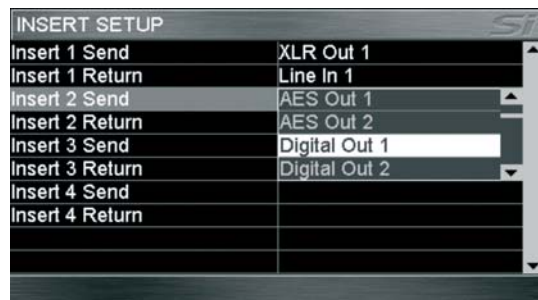 INSERT SETUP
Si
Insert 1 Send XLR Out 1
Insert 1 Return Line In 1
Insert 2 Send AES Out 1
Insert 2 Return AES Out 2
Insert 3 Send Digital Out 1
Insert 3 Return Digital Out 2
Insert 4 Send
Insert 4 Return